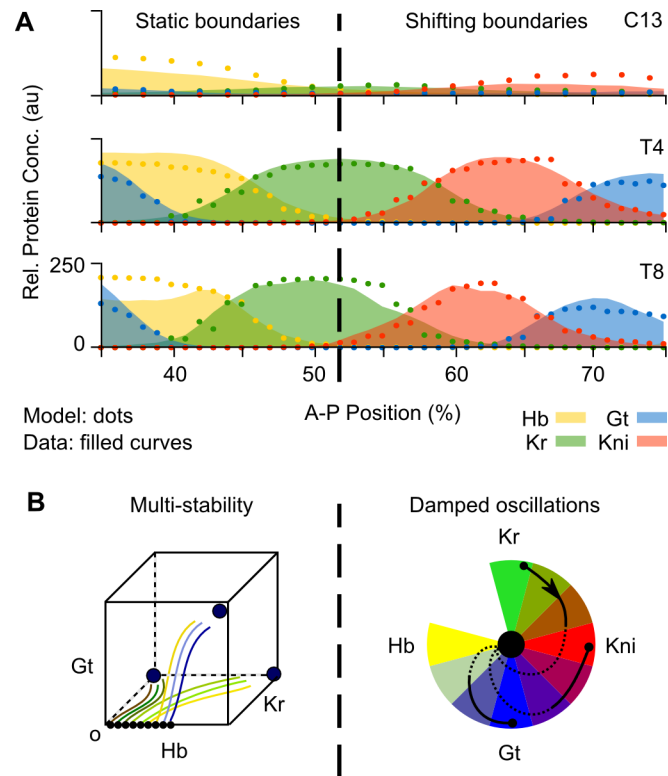 A
Static boundaries
Shifting boundaries
C13
Rel. Protein Conc. (au)
T4
T8
250
0
40
50
60
70
A-P Position (%)
Model: dots
Data: filled curves
Hb
Gt
Kr
Kni
B
Multi-stability
Damped oscillations
Gt
Kr
o
Hb
Kr
Hb
Kni
Gt